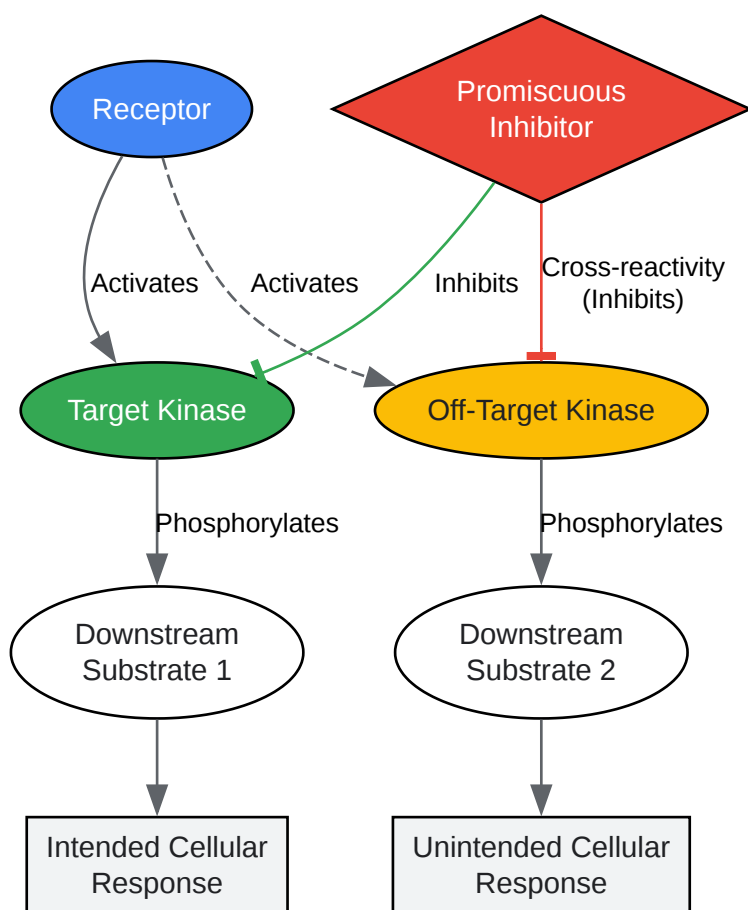 Receptor
Promiscuous
Inhibitor
Activates
Activates
Inhibits
Cross-reactivity
(Inhibits)
Target Kinase
Off-Target Kinase
Phosphorylates
Phosphorylates
Downstream
Substrate 1
Downstream
Substrate 2
Intended Cellular
Response
Unintended Cellular
Response